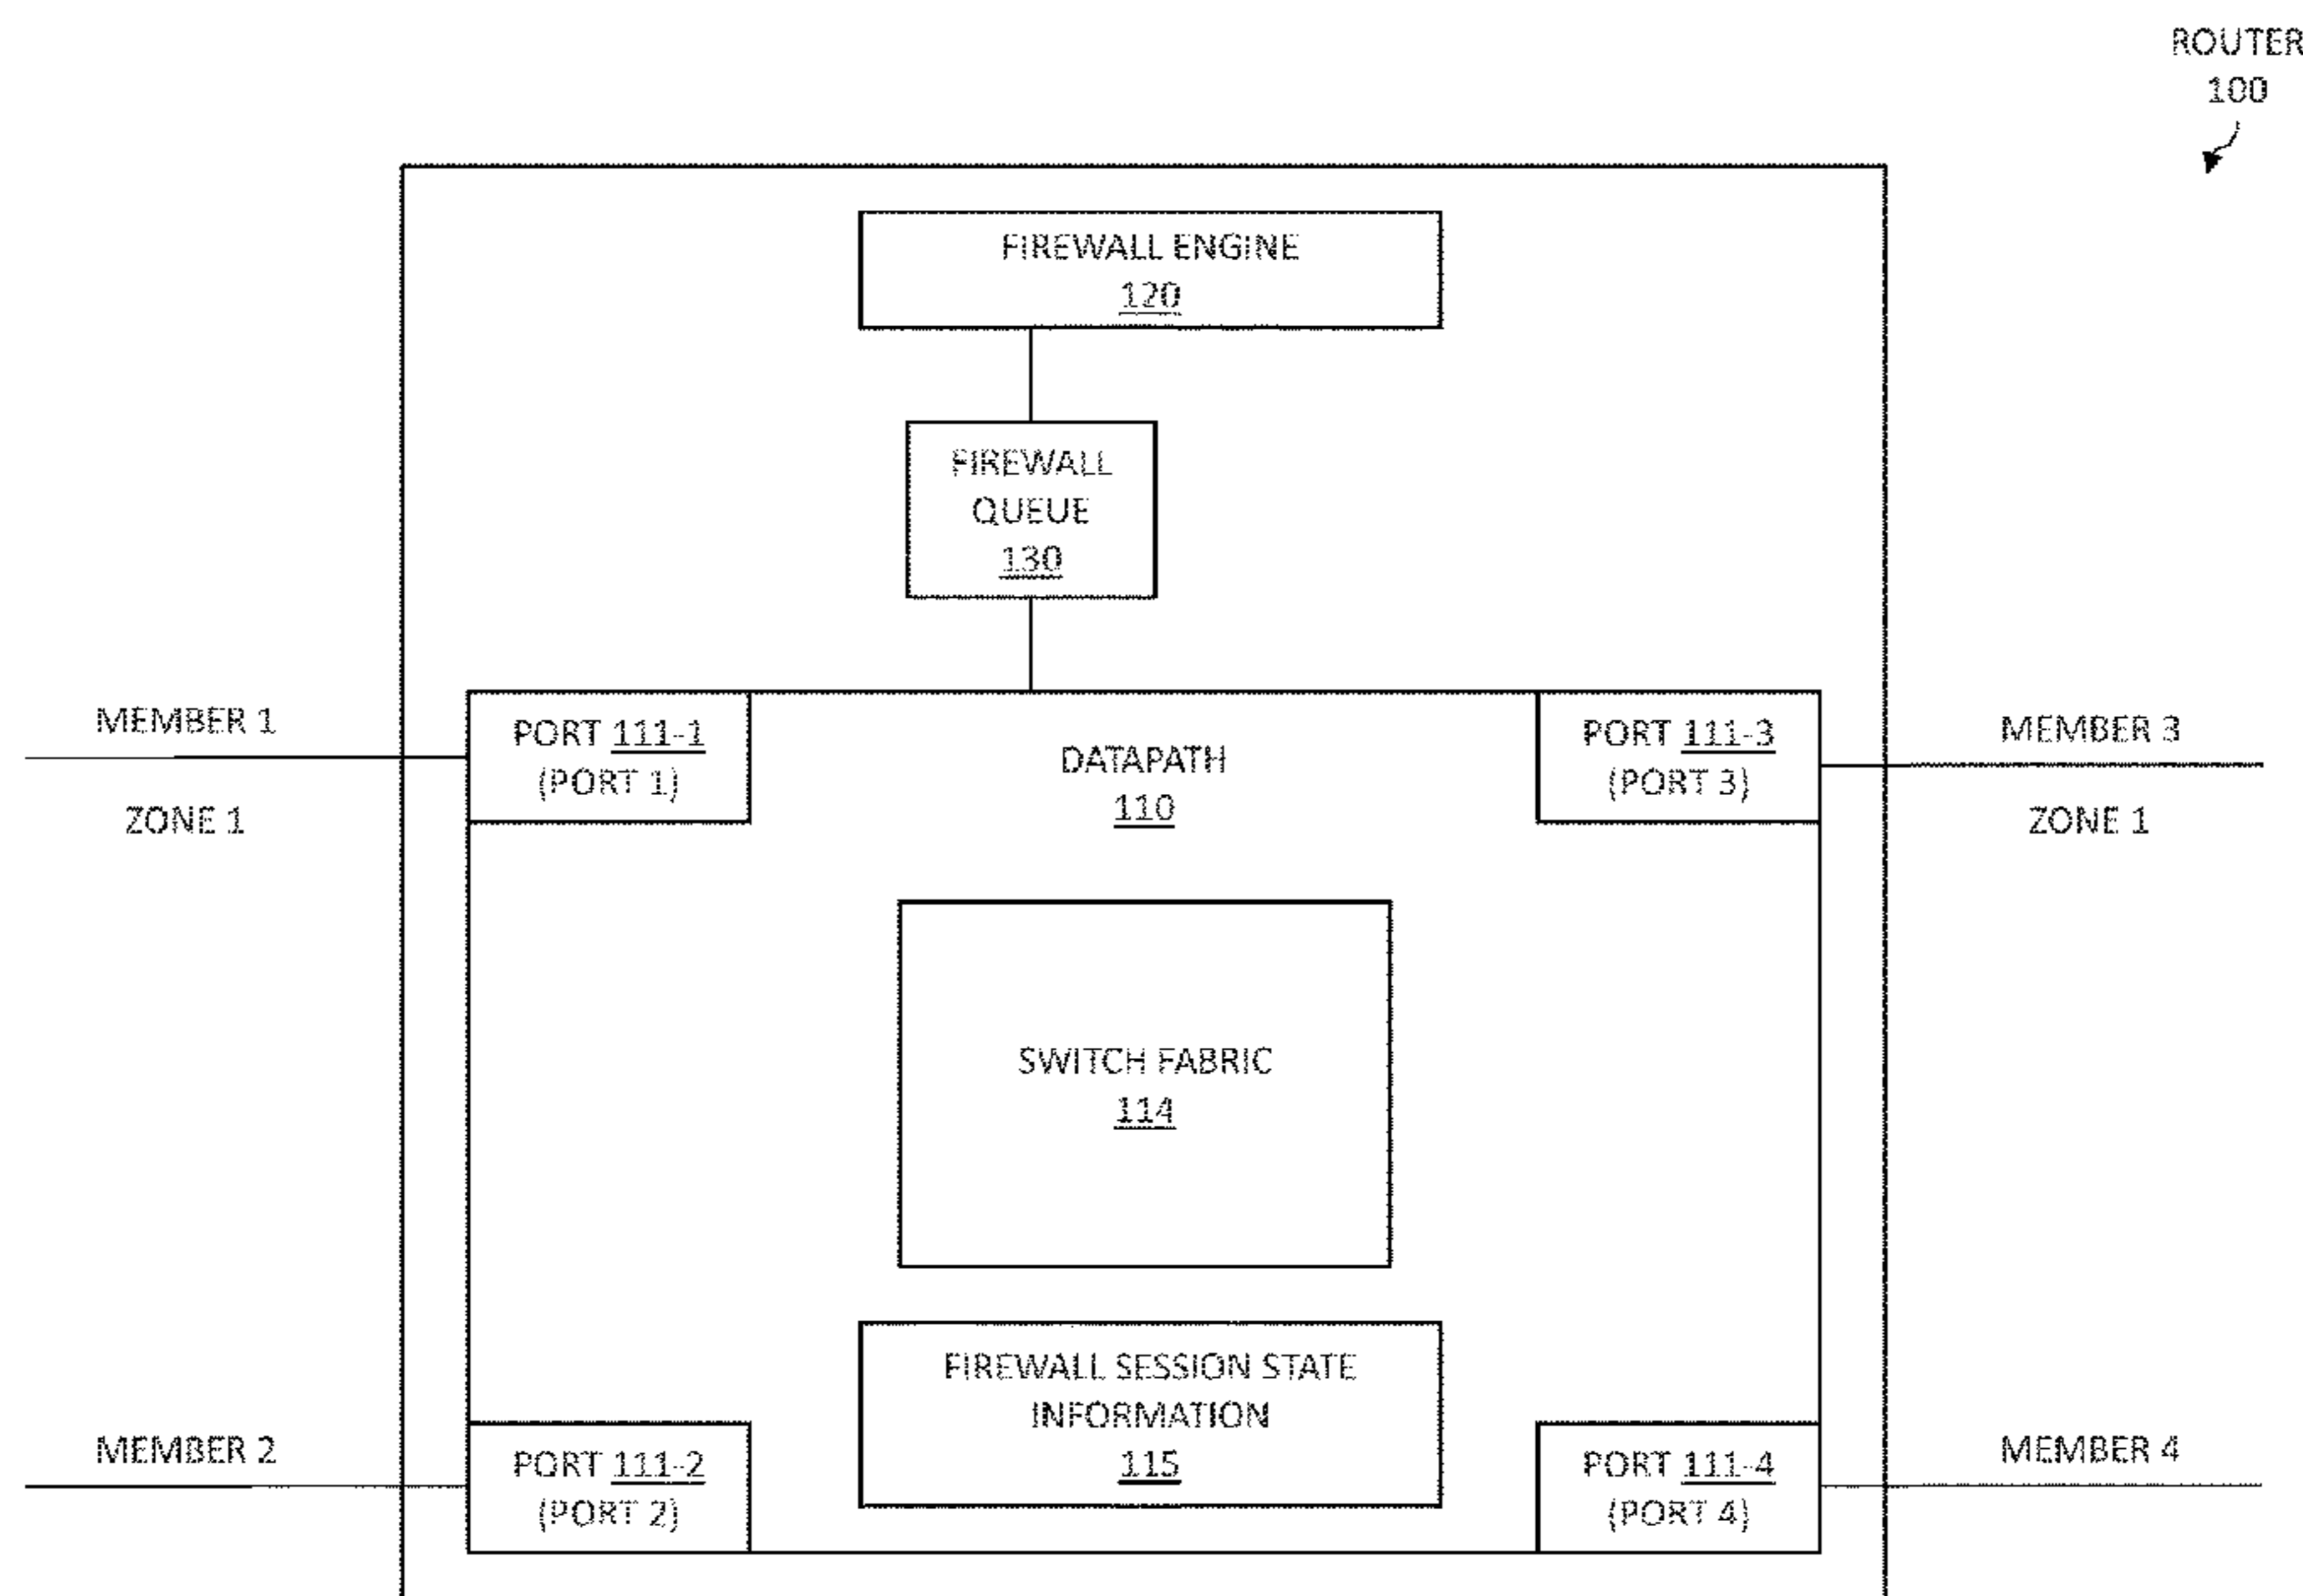 ROUTER
100
FIREWALL ENGINE
120
FIREWALL
QUEUE
130
MEMBER 1
ZONE 1
PORT 111-1
(PORT 1)
DATAPATH
110
PORT 111-3
(PORT 3)
MEMBER 3
ZONE 1
SWITCH FABRIC
114
FIREWALL SESSION STATE
INFORMATION
115
MEMBER 2
PORT 111-2
(PORT 2)
PORT 111-4
(PORT 4)
MEMBER 4